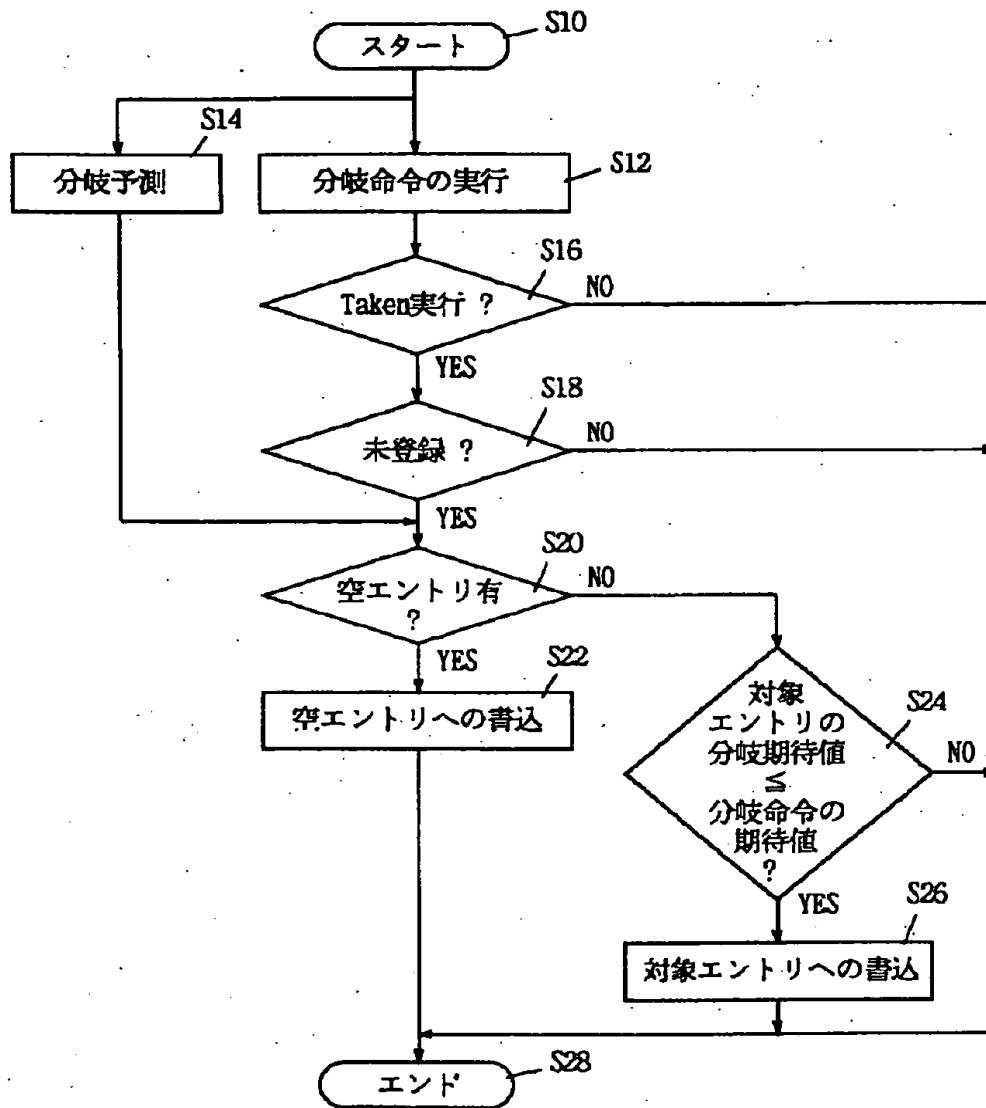 S10
スタート
S14
分岐予測
分岐命令の実行
S12
S16
Taken実行 ?
NO
YES
S18
未登録 ?
NO
YES
S20
空エントリ有
?
NO
YES
S22
空エントリへの書込
対象
エントリの
分岐期待値
≦
分岐命令の
期待値
?
S24
NO
YES
S26
対象エントリへの書込
エンド
S28